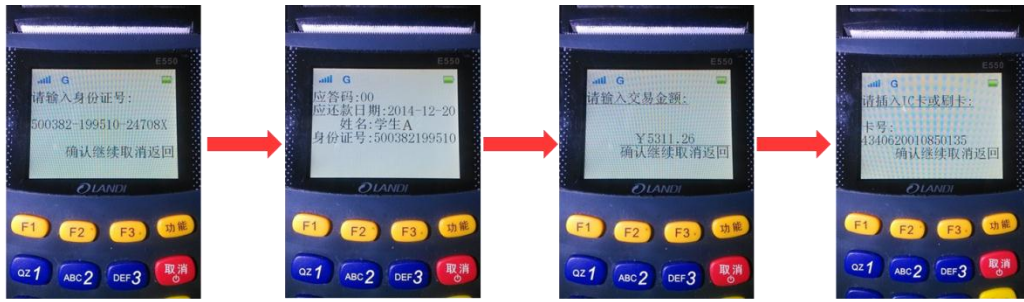 E550
G
请输入身份证号:
500382-199510-24708X
确认继续取消返回
LANDI
F1 F2 F3 功能
QZ 1 ABC 2 DEF 3 取消
E550
G
应答码:00
应还款日期:2014-12-20
姓名:学生A
身份证号:500382199510
LANDI
F1 F2 F3 功能
QZ 1 ABC 2 DEF 3 取消
E550
G
请输入交易金额:
￥5311.26
确认继续取消返回
LANDI
F1 F2 F3 功能
QZ 1 ABC 2 DEF 3 取消
E550
G
请插入IC卡或刷卡:
卡号:
4340620010850135
确认继续取消返回
LANDI
F1 F2 F3 功能
QZ 1 ABC 2 DEF 3 取消